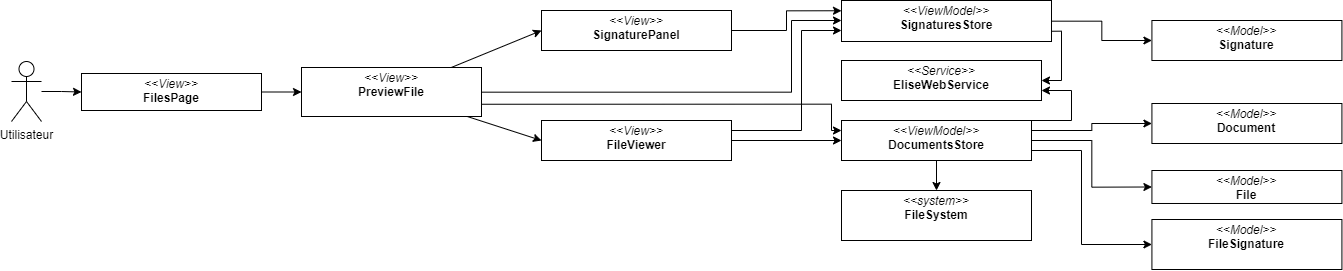 Utilisateur
<<View>>
FilesPage
<<View>>
PreviewFile
<<View>>
SignaturePanel
<<View>>
FileViewer
<<ViewModel>>
SignaturesStore
<<Service>>
EliseWebService
<<ViewModel>>
DocumentsStore
<<system>>
FileSystem
<<Model>>
Signature
<<Model>>
Document
<<Model>>
File
<<Model>>
FileSignature